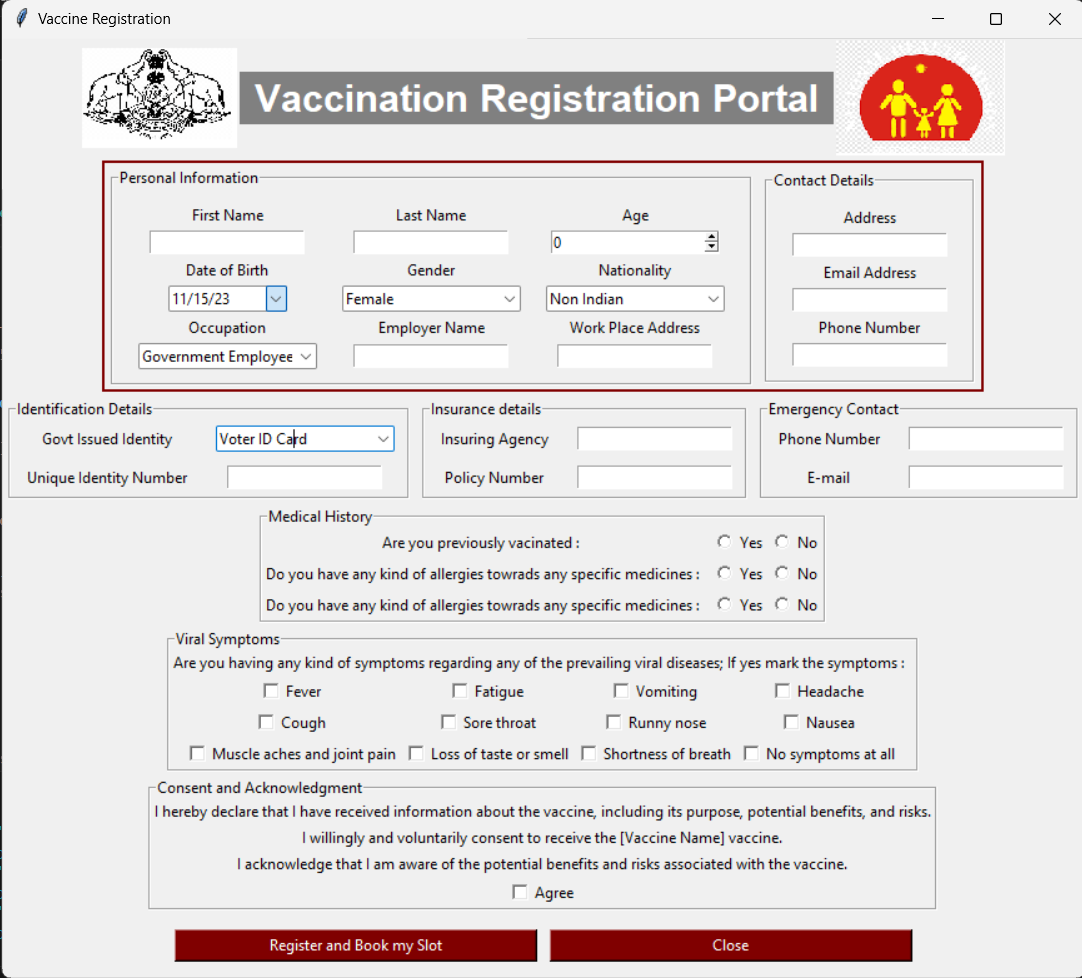 Vaccine Registration
Vaccination Registration Portal
Personal Information
First Name Last Name Age
0
Date of Birth Gender Nationality
11/15/23 Female Non Indian
Occupation Employer Name Work Place Address
Government Employee
Contact Details
Address
Email Address
Phone Number
Identification Details
Govt Issued Identity Voter ID Card
Unique Identity Number
Insurance details
Insuring Agency
Policy Number
Emergency Contact
Phone Number
E-mail
Medical History
Are you previously vacinated : Yes No
Do you have any kind of allergies towrads any specific medicines : Yes No
Do you have any kind of allergies towrads any specific medicines : Yes No
Viral Symptoms
Are you having any kind of symptoms regarding any of the prevailing viral diseases; If yes mark the symptoms :
Fever Fatigue Vomiting Headache
Cough Sore throat Runny nose Nausea
Muscle aches and joint pain Loss of taste or smell Shortness of breath No symptoms at all
Consent and Acknowledgment
I hereby declare that I have received information about the vaccine, including its purpose, potential benefits, and risks.
I willingly and voluntarily consent to receive the [Vaccine Name] vaccine.
I acknowledge that I am aware of the potential benefits and risks associated with the vaccine.
Agree
Register and Book my Slot Close